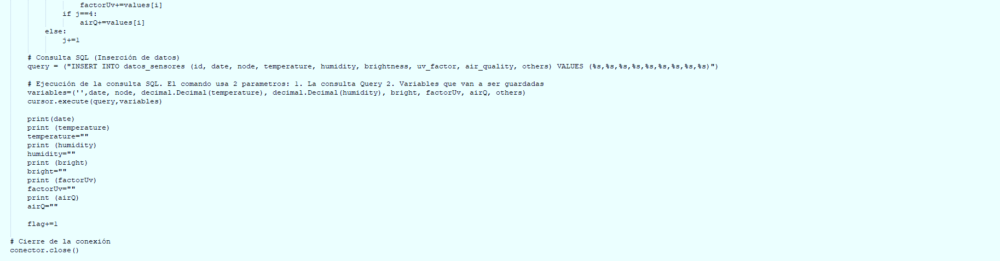 factorUv+=values[i]
if j==4:
airQ+=values[i]
else:
j+=1
# Consulta SQL (Inserción de datos)
query = ("INSERT INTO datos_sensores (id, date, node, temperature, humidity, brightness, uv_factor, air_quality, others) VALUES (%s,%s,%s,%s,%s,%s,%s,%s,%s)")
# Ejecución de la consulta SQL. El comando usa 2 parametros: 1. La consulta Query 2. Variables que van a ser guardadas
variables=('',date, node, decimal.Decimal(temperature), decimal.Decimal(humidity), bright, factorUv, airQ, others)
cursor.execute(query,variables)
print(date)
print (temperature)
temperature=""
print (humidity)
humidity=""
print (bright)
bright=""
print (factorUv)
factorUv=""
print (airQ)
airQ=""
flag+=1
# Cierre de la conexión
conector.close()